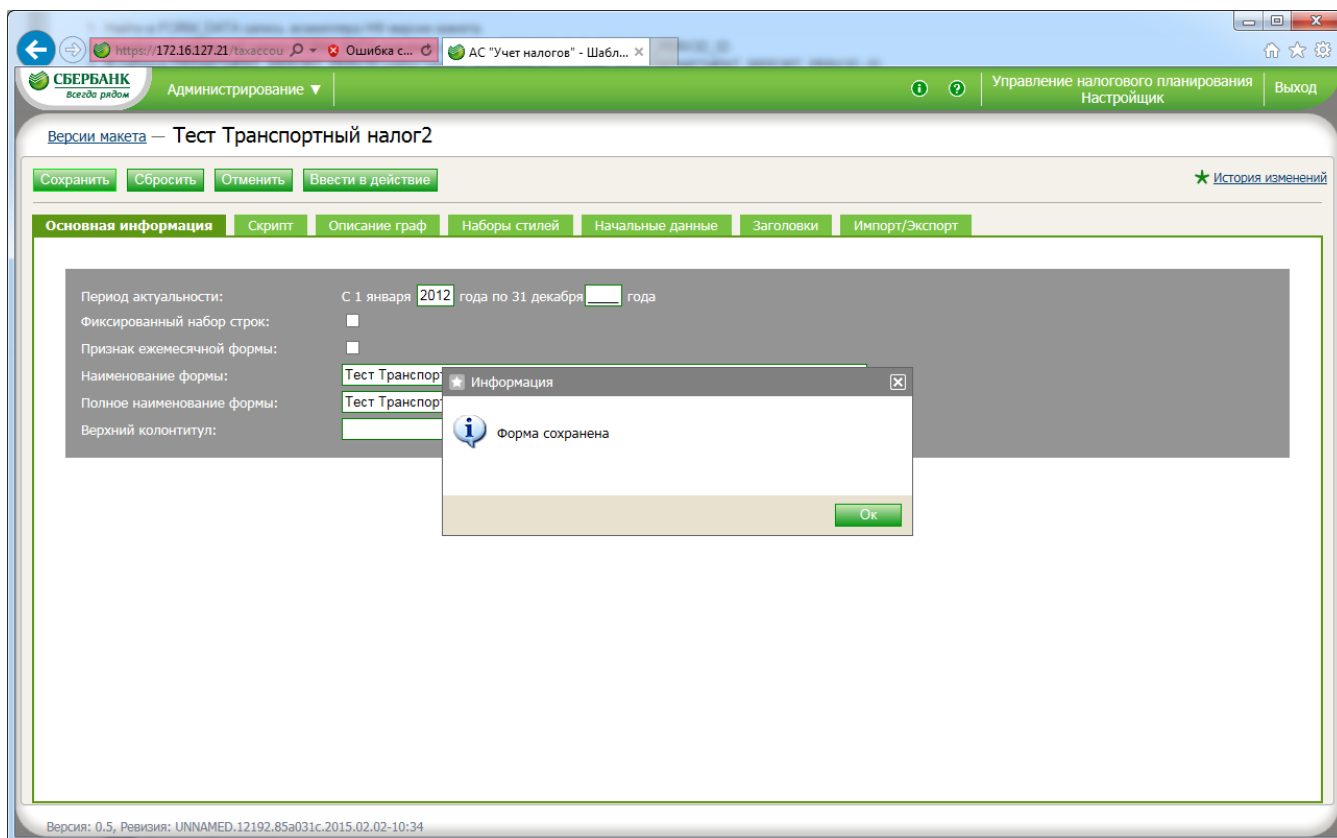 https://172.16.127.21/taxaccou
Ошибка с...
АС "Учет налогов" - Шабл...
СБЕРБАНК
Всегда рядом
Администрирование ▼
Управление налогового планирования
Настройщик
Выход
Версии макета — Тест Транспортный налог2
Сохранить Сбросить Отменить Ввести в действие
История изменений
Основная информация Скрипт Описание граф Наборы стилей Начальные данные Заголовки Импорт/Экспорт
Период актуальности: С 1 января 2012 года по 31 декабря ____ года
Фиксированный набор строк:
Признак ежемесячной формы:
Наименование формы: Тест Транспор
Полное наименование формы: Тест Транспор
Верхний колонтитул:
Информация
Форма сохранена
Ок
Версия: 0.5, Ревизия: UNNAMED.12192.85a031c.2015.02.02-10:34